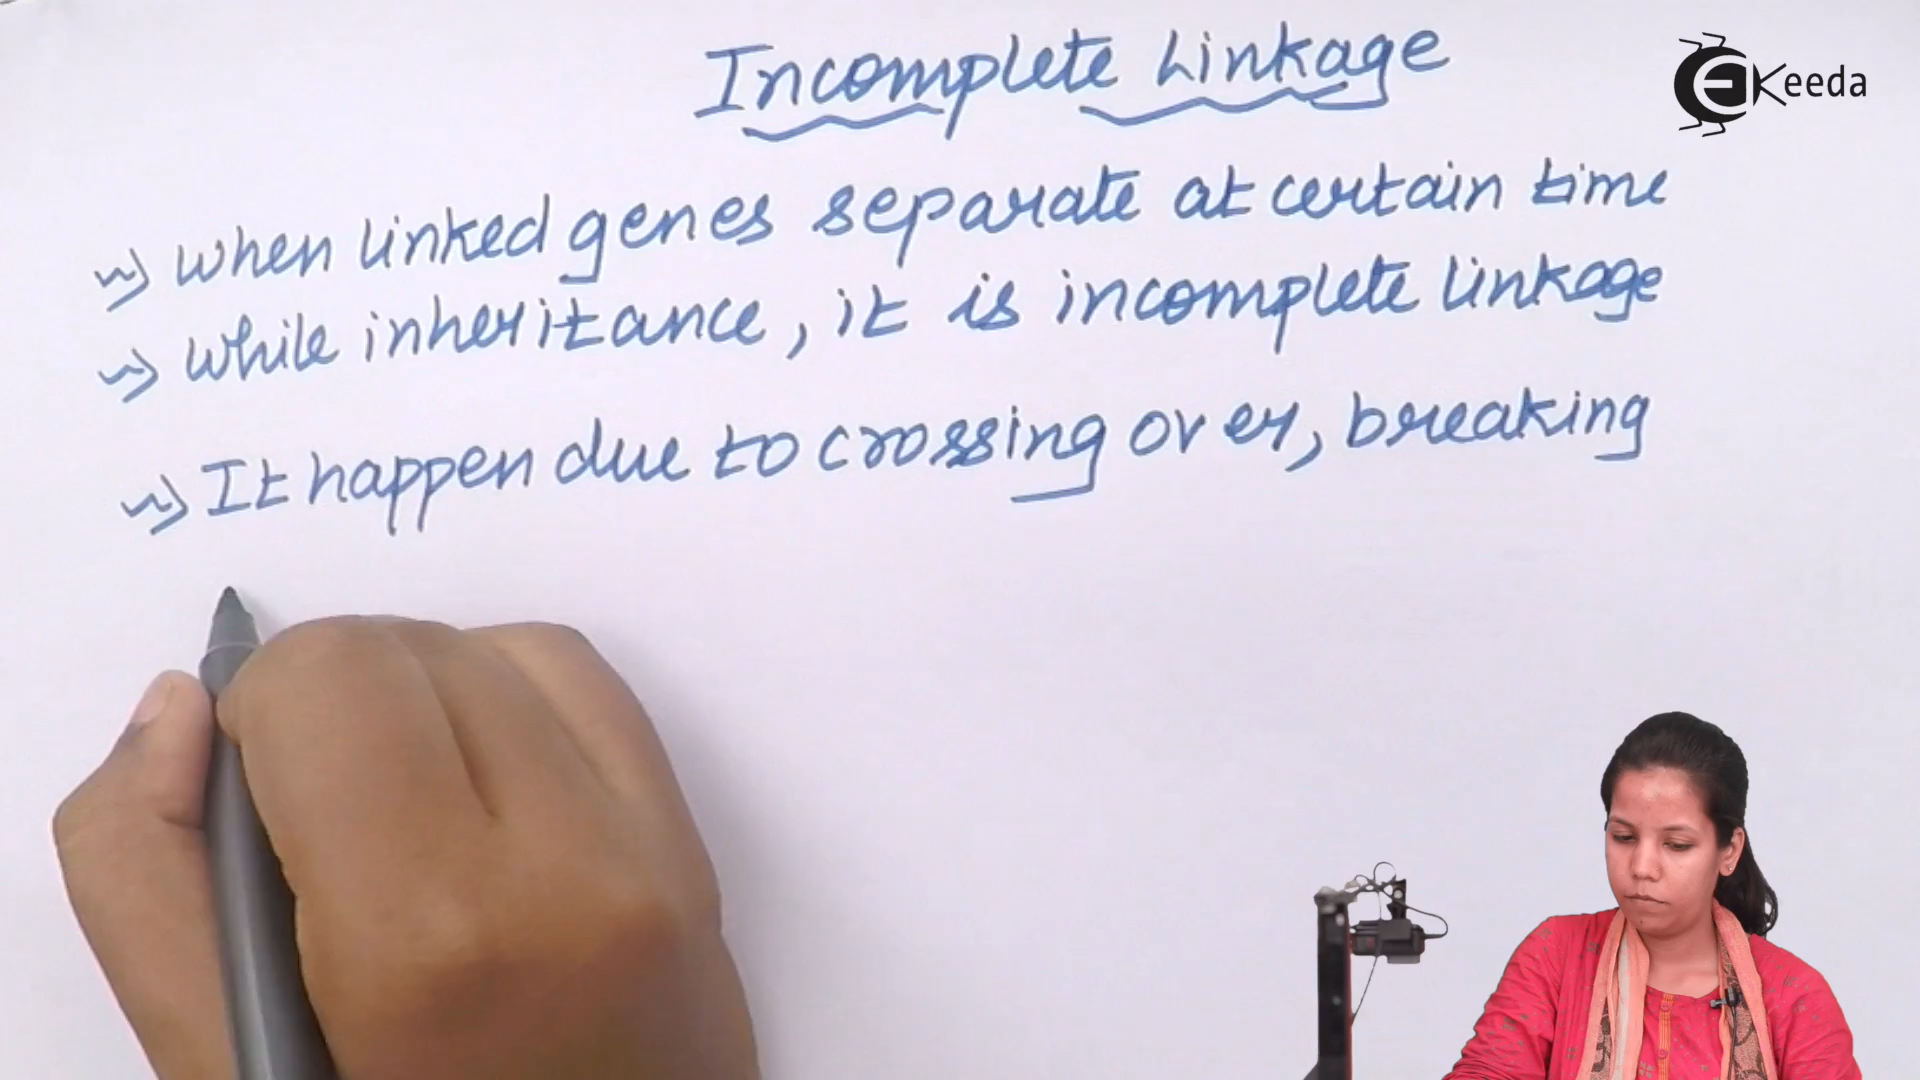 Incomplete Linkage
EKeeda
~> When linked genes separate at certain time
~> While inheritance, it is incomplete linkage
~> It happen due to crossing over, breaking